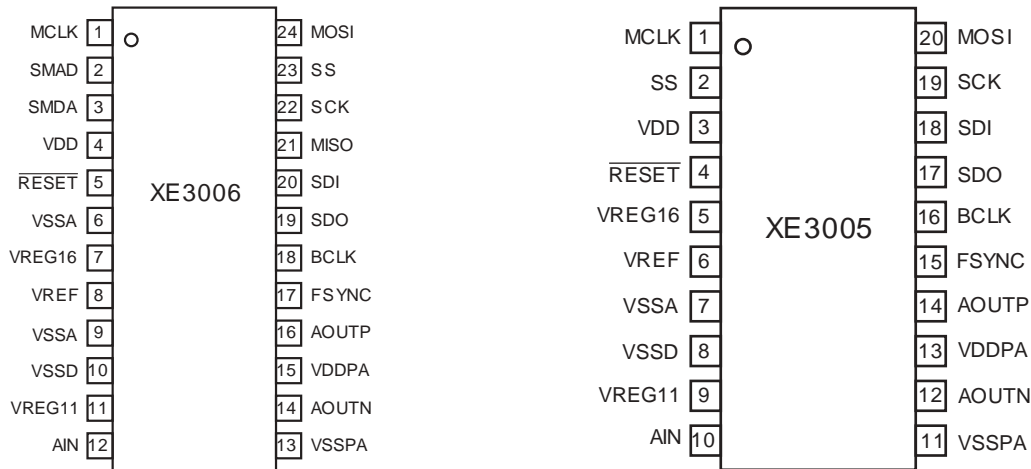 MCLK 1 24 MOSI
SMAD 2 23 SS
SMDA 3 22 SCK
VDD 4 21 MISO
RESET 5 20 SDI
VSSA 6 19 SDO
VREG16 7 18 BCLK
VREF 8 17 FSYNC
VSSA 9 16 AOUTP
VSSD 10 15 VDDPA
VREG11 11 14 AOUTN
AIN 12 13 VSSPA
XE3006
MCLK 1 20 MOSI
SS 2 19 SCK
VDD 3 18 SDI
RESET 4 17 SDO
VREG16 5 16 BCLK
VREF 6 15 FSYNC
VSSA 7 14 AOUTP
VSSD 8 13 VDDPA
VREG11 9 12 AOUTN
AIN 10 11 VSSPA
XE3005